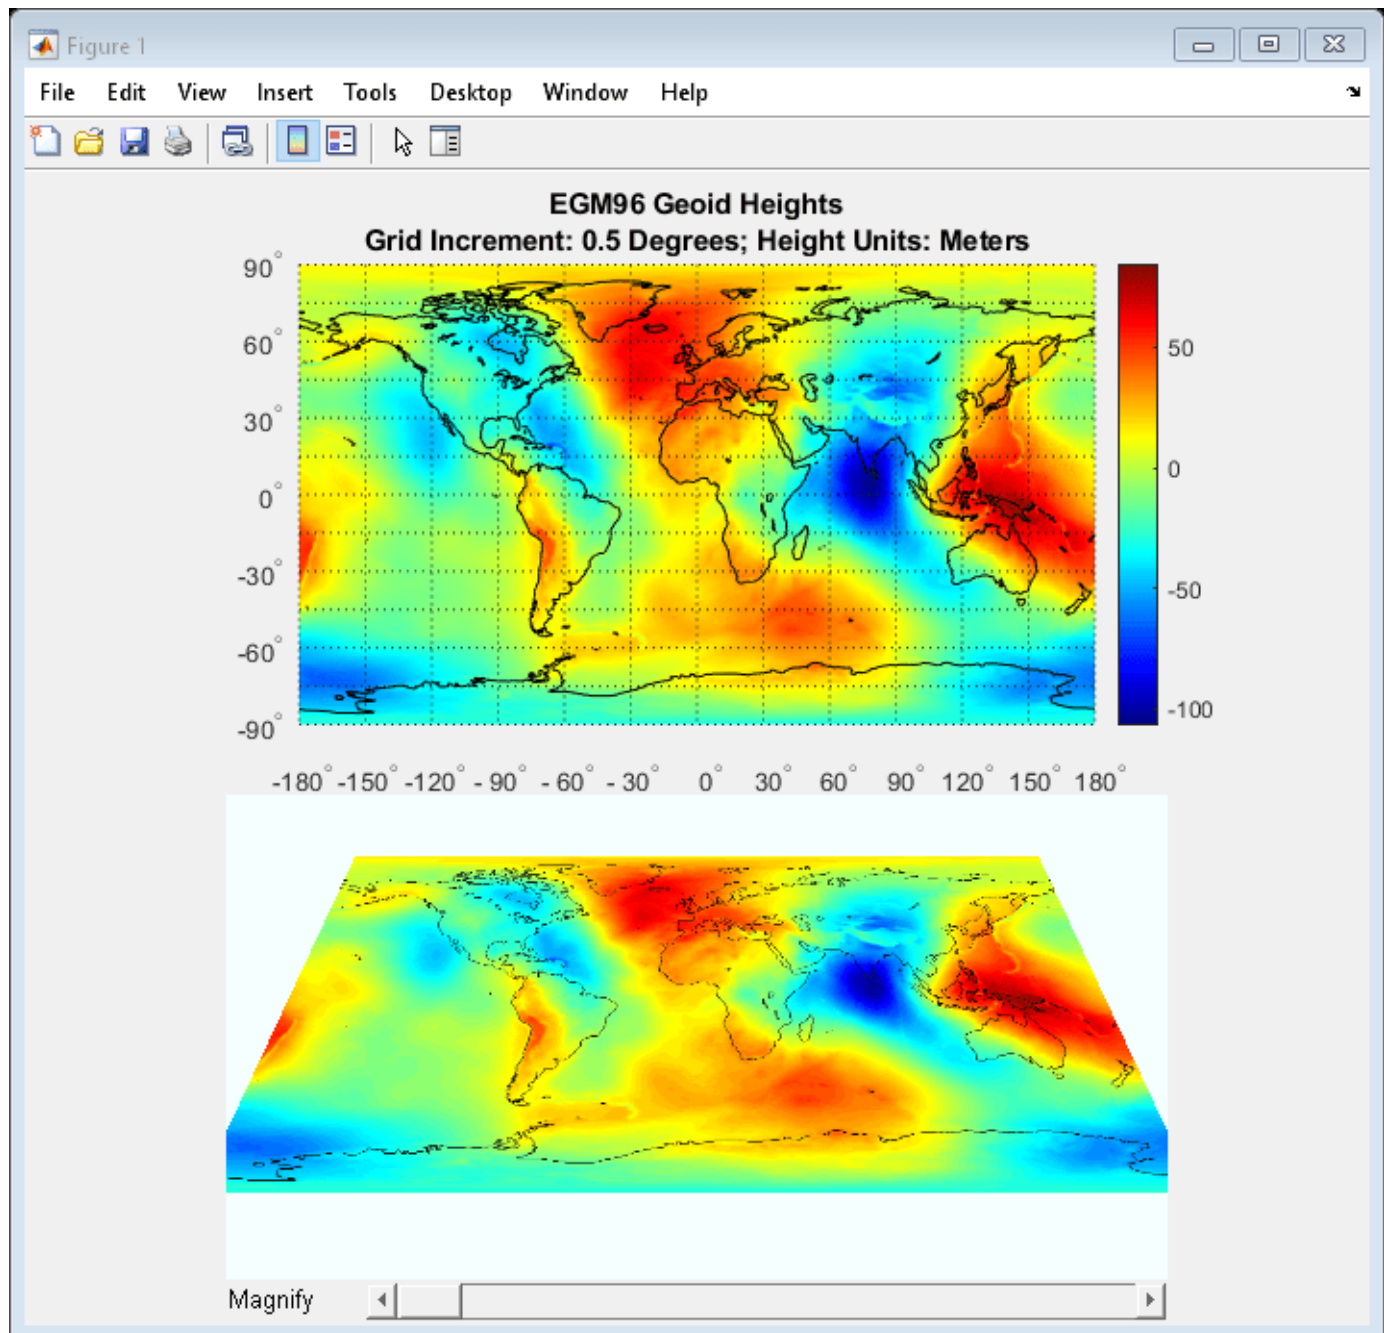 Figure 1
File Edit View Insert Tools Desktop Window Help
EGM96 Geoid Heights
Grid Increment: 0.5 Degrees; Height Units: Meters
90°
60°
30°
0°
-30°
-60°
-90°
50
0
-50
-100
-180° -150° -120° - 90° - 60° - 30° 0° 30° 60° 90° 120° 150° 180°
Magnify